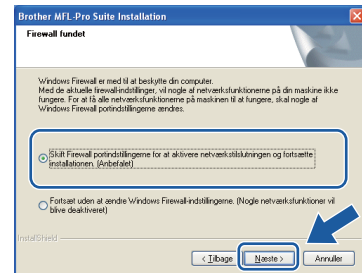 Brother MFL-Pro Suite Installation
Firewall fundet
Windows Firewall er med til at beskytte din computer.
Med de aktuelle firewall-indstillinger, vil nogle af netværksfunktionerne på din maskine ikke
fungere. For at få alle netværksfunktionerne på maskinen til at fungere, skal nogle af
Windows Firewall portindstillingerne ændres.
Skift Firewall portindstillingerne for at aktivere netværkstilslutningen og fortsætte
installationen. (Anbefalet)
Fortsæt uden at ændre Windows Firewall-indstillingerne. (Nogle netværksfunktioner vil
blive deaktiveret)
InstallShield
< Tilbage
Næste >
Annuller